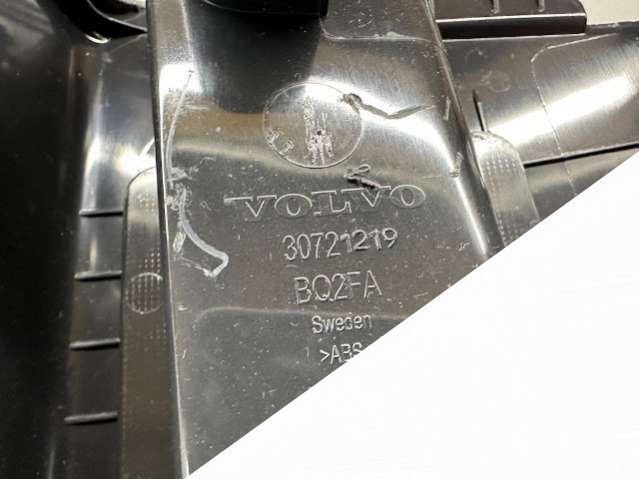 VOLVO
30721219
BQ2FA
Sweden
>ABS